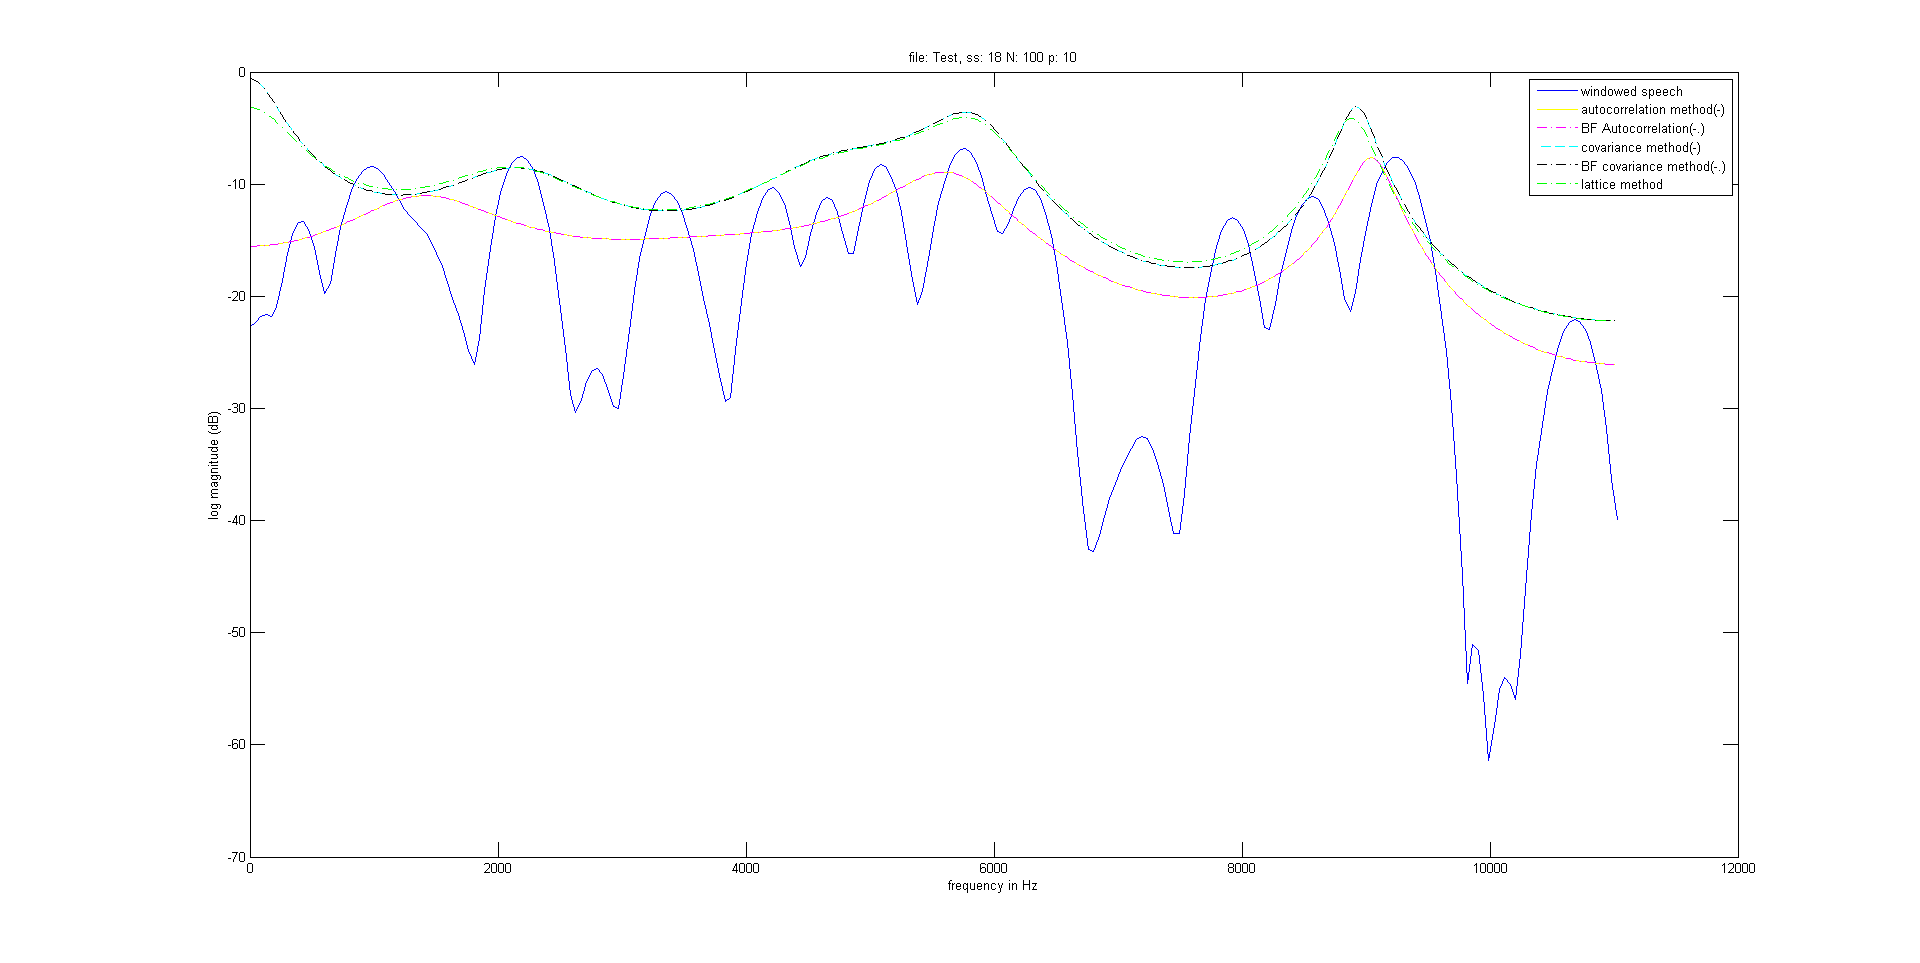 file: Test, ss: 18 N: 100 p: 10
windowed speech
autocorrelation method(-)
BF Autocorrelation(-.)
covariance method(-)
BF covariance method(-.)
lattice method
0
-10
-20
-30
-40
-50
-60
-70
log magnitude (dB)
0 2000 4000 6000 8000 10000 12000
frequency in Hz